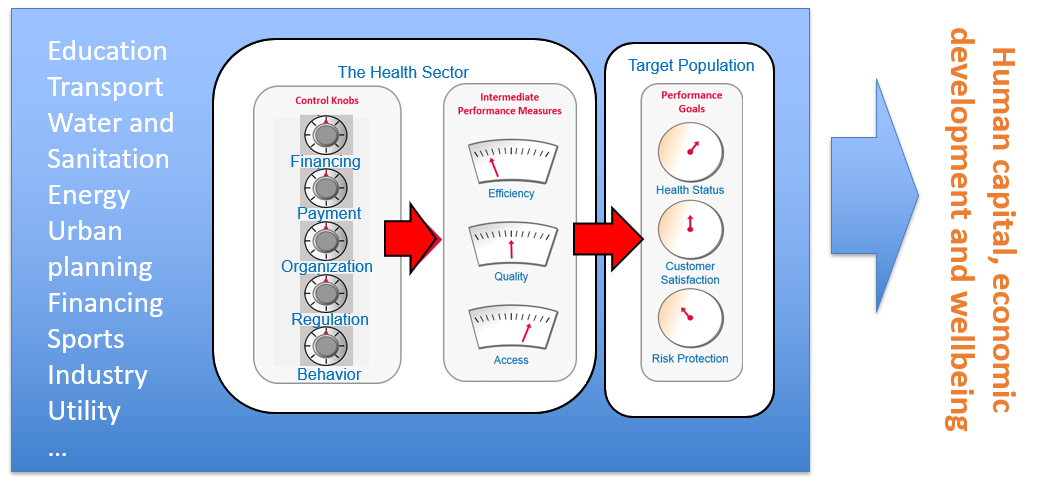 Education
Transport
Water and
Sanitation
Energy
Urban
planning
Financing
Sports
Industry
Utility
...
The Health Sector
Control Knobs
Financing
Payment
Organization
Regulation
Behavior
Intermediate
Performance Measures
Efficiency
Quality
Access
Target Population
Performance
Goals
Health Status
Customer
Satisfaction
Risk Protection
Human capital, economic
development and wellbeing